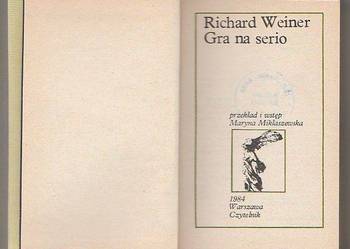 Richard Weiner
Gra na serio
przekład i wstęp
Maryna Miklaszewska
1984
Warszawa
Czytelnik